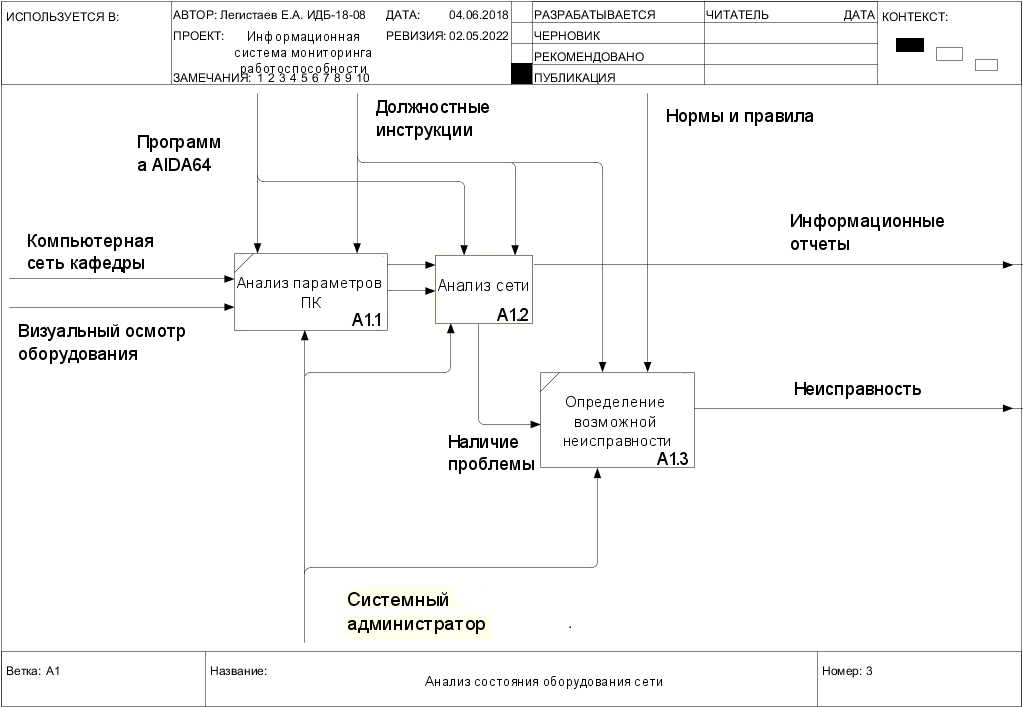 ИСПОЛЬЗУЕТСЯ В:
АВТОР: Легистаев Е.А. ИДБ-18-08
ДАТА: 04.06.2018
ПРОЕКТ: Информационная
система мониторинга
работоспособности
РЕВИЗИЯ: 02.05.2022
ЗАМЕЧАНИЯ: 1 2 3 4 5 6 7 8 9 10
РАЗРАБАТЫВАЕТСЯ
ЧЕРНОВИК
РЕКОМЕНДОВАНО
ПУБЛИКАЦИЯ
ЧИТАТЕЛЬ
ДАТА
КОНТЕКСТ:
Должностные
инструкции
Нормы и правила
Программ
а AIDA64
Информационные
отчеты
Компьютерная
сеть кафедры
Анализ параметров
ПК
A1.1
Анализ сети
A1.2
Визуальный осмотр
оборудования
Неисправность
Определение
возможной
неисправности
A1.3
Наличие
проблемы
Системный
администратор
.
Ветка: A1
Название:
Анализ состояния оборудования сети
Номер: 3